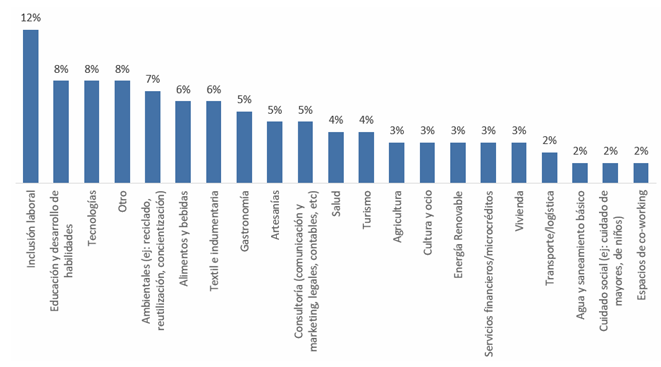 12%
8%
8%
8%
7%
6%
6%
5%
5%
5%
4%
4%
3%
3%
3%
3%
3%
2%
2%
2%
2%
Inclusión laboral
Educación y desarrollo de
habilidades
Tecnologías
Otro
Ambientales (ej: reciclado,
reutilización, concientización)
Alimentos y bebidas
Textil e indumentaria
Gastronomía
Artesanías
Consultoría (comunicación y
marketing, legales, contables, etc)
Salud
Turismo
Agricultura
Cultura y ocio
Energía Renovable
Servicios financieros/microcréditos
Vivienda
Transporte/logística
Agua y saneamiento básico
Cuidado social (ej: cuidado de
mayores, de niños)
Espacios de co-working